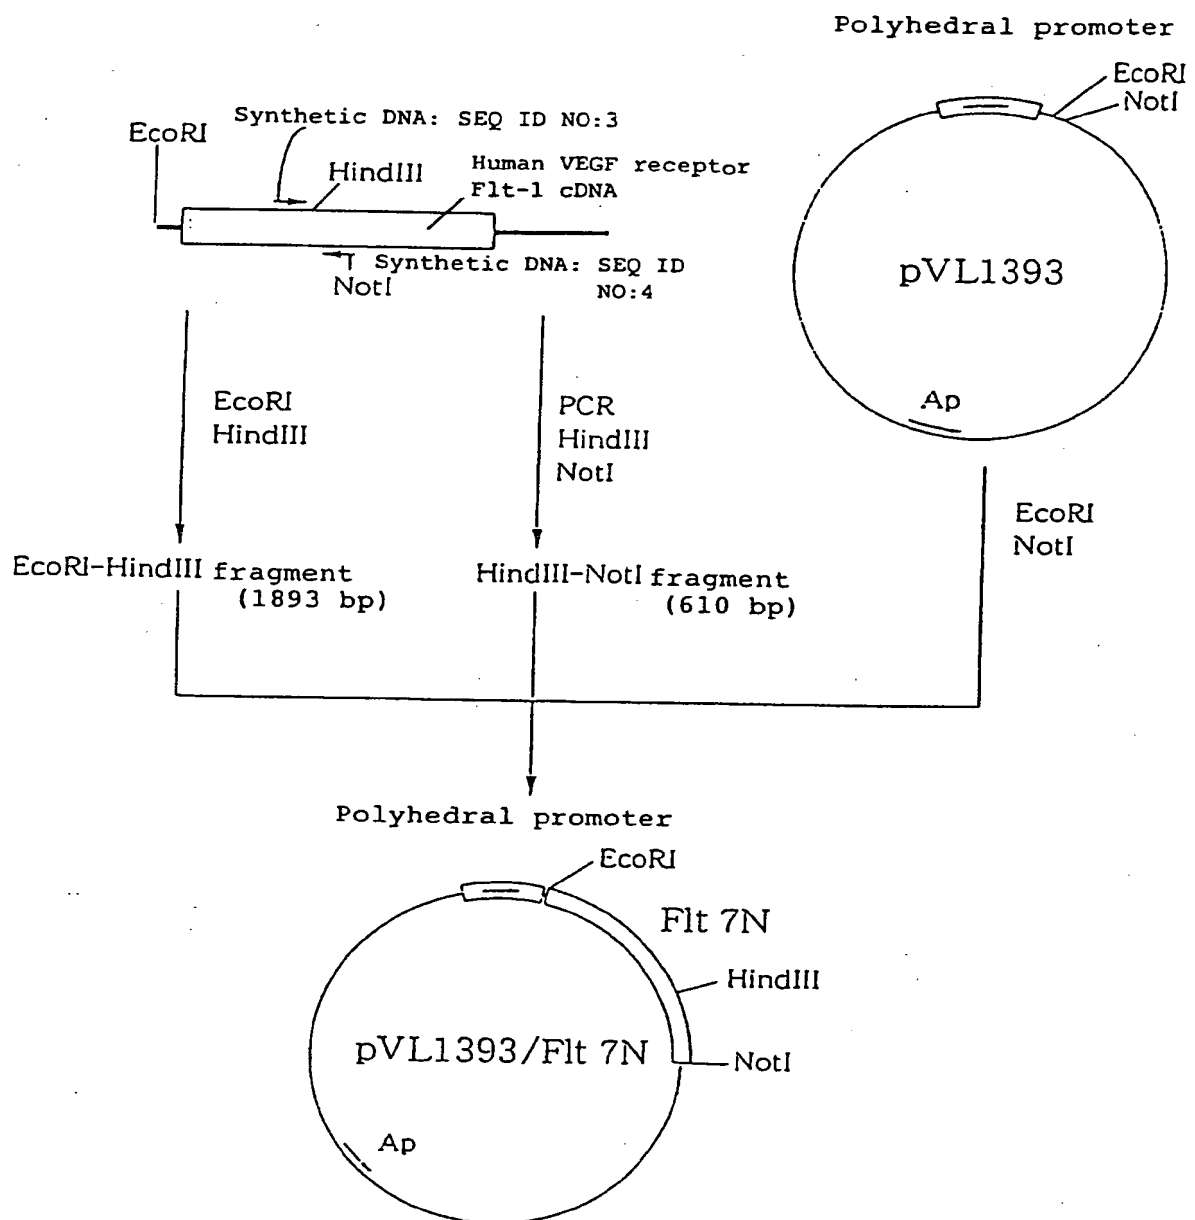 Polyhedral promoter
EcoRI
NotI
pVL1393
Ap
Synthetic DNA: SEQ ID NO:3
EcoRI
HindIII
Human VEGF receptor
Flt-1 cDNA
Synthetic DNA: SEQ ID
NO:4
NotI
EcoRI
HindIII
PCR
HindIII
NotI
EcoRI
NotI
EcoRI-HindIII fragment
(1893 bp)
HindIII-NotI fragment
(610 bp)
Polyhedral promoter
EcoRI
Flt 7N
HindIII
pVL1393/Flt 7N
NotI
Ap